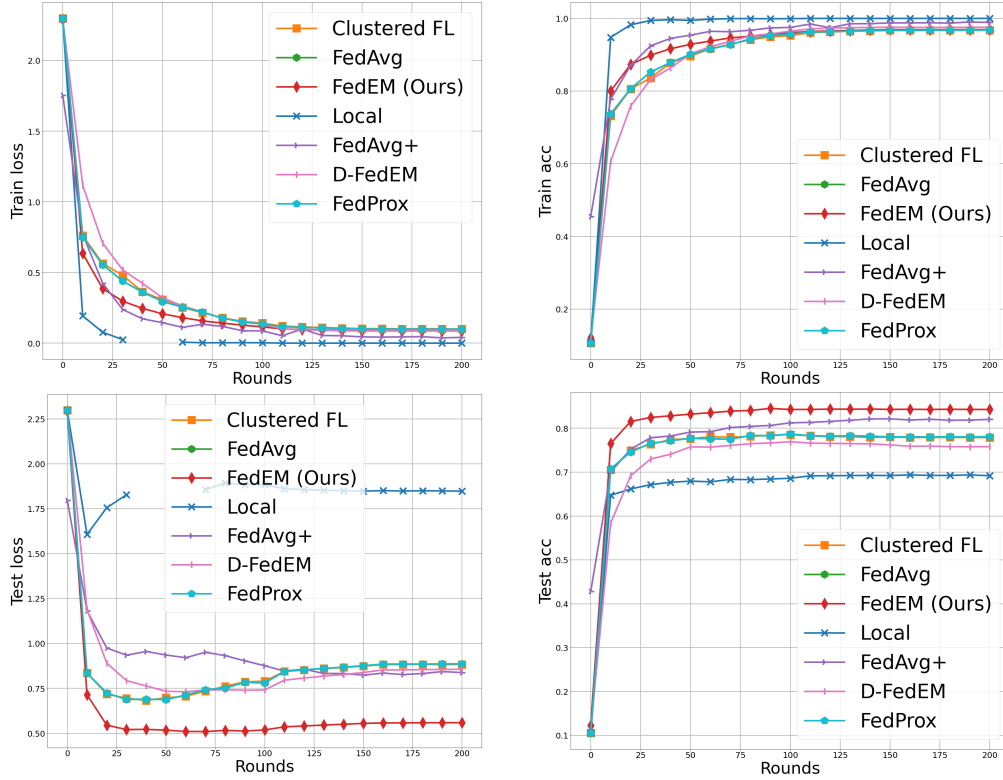 2.0
1.5
1.0
0.5
0.0
Train loss
0
25
50
75
100
125
150
175
200
Rounds
Clustered FL
FedAvg
FedEM (Ours)
Local
FedAvg+
D-FedEM
FedProx
1.0
0.8
0.6
0.4
0.2
Train acc
0
25
50
75
100
125
150
175
200
Rounds
Clustered FL
FedAvg
FedEM (Ours)
Local
FedAvg+
D-FedEM
FedProx
2.25
2.00
1.75
1.50
1.25
1.00
0.75
0.50
Test loss
0
25
50
75
100
125
150
175
200
Rounds
Clustered FL
FedAvg
FedEM (Ours)
Local
FedAvg+
D-FedEM
FedProx
0.8
0.7
0.6
0.5
0.4
0.3
0.2
0.1
Test acc
0
25
50
75
100
125
150
175
200
Rounds
Clustered FL
FedAvg
FedEM (Ours)
Local
FedAvg+
D-FedEM
FedProx